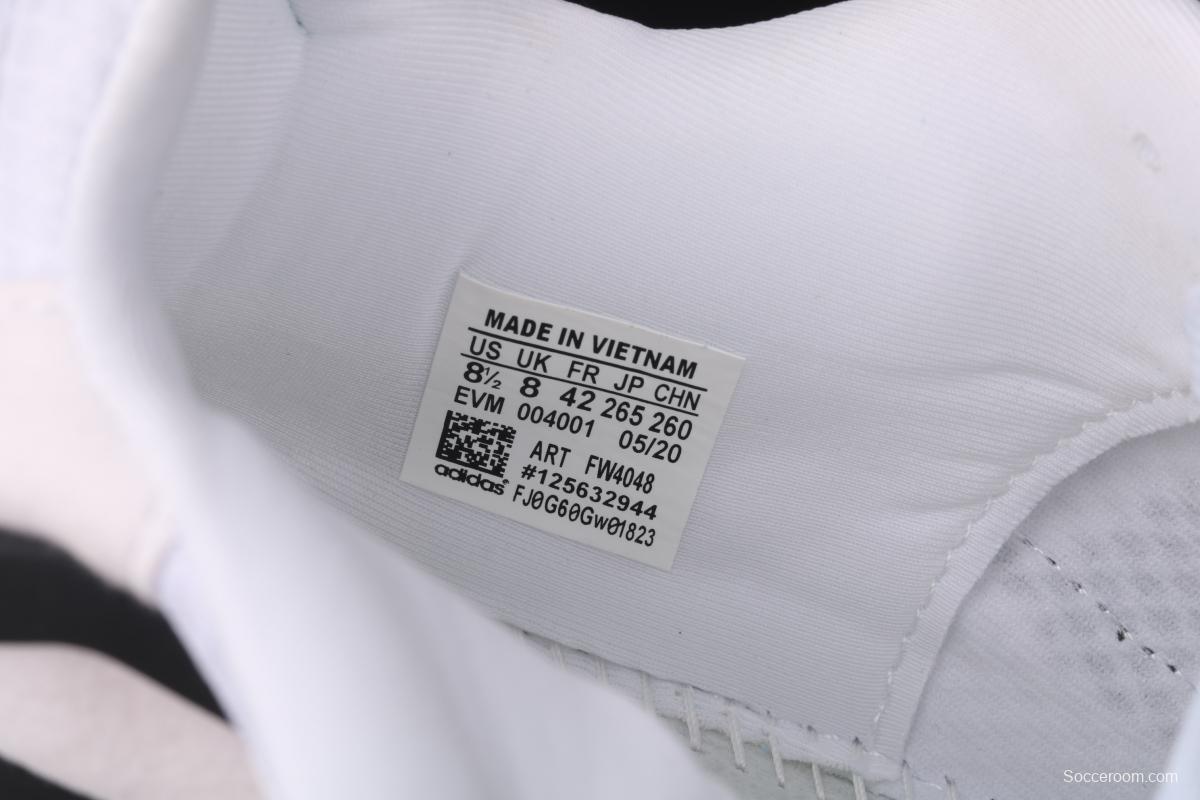 MADE IN VIETNAM
US UK FR JP CHN
8½ 8 42 265 260
EVM 004001 05/20
ART FW4048
#125632944
adidas® FJ0G60Gw01823
Socceroom.com